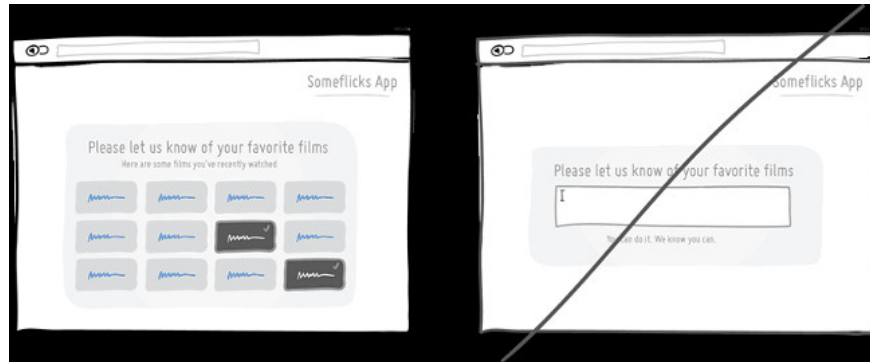 Someflicks App
Please let us know of your favorite films
Here are some films you've recently watched
Someflicks App
Please let us know of your favorite films
You can do it. We know you can.